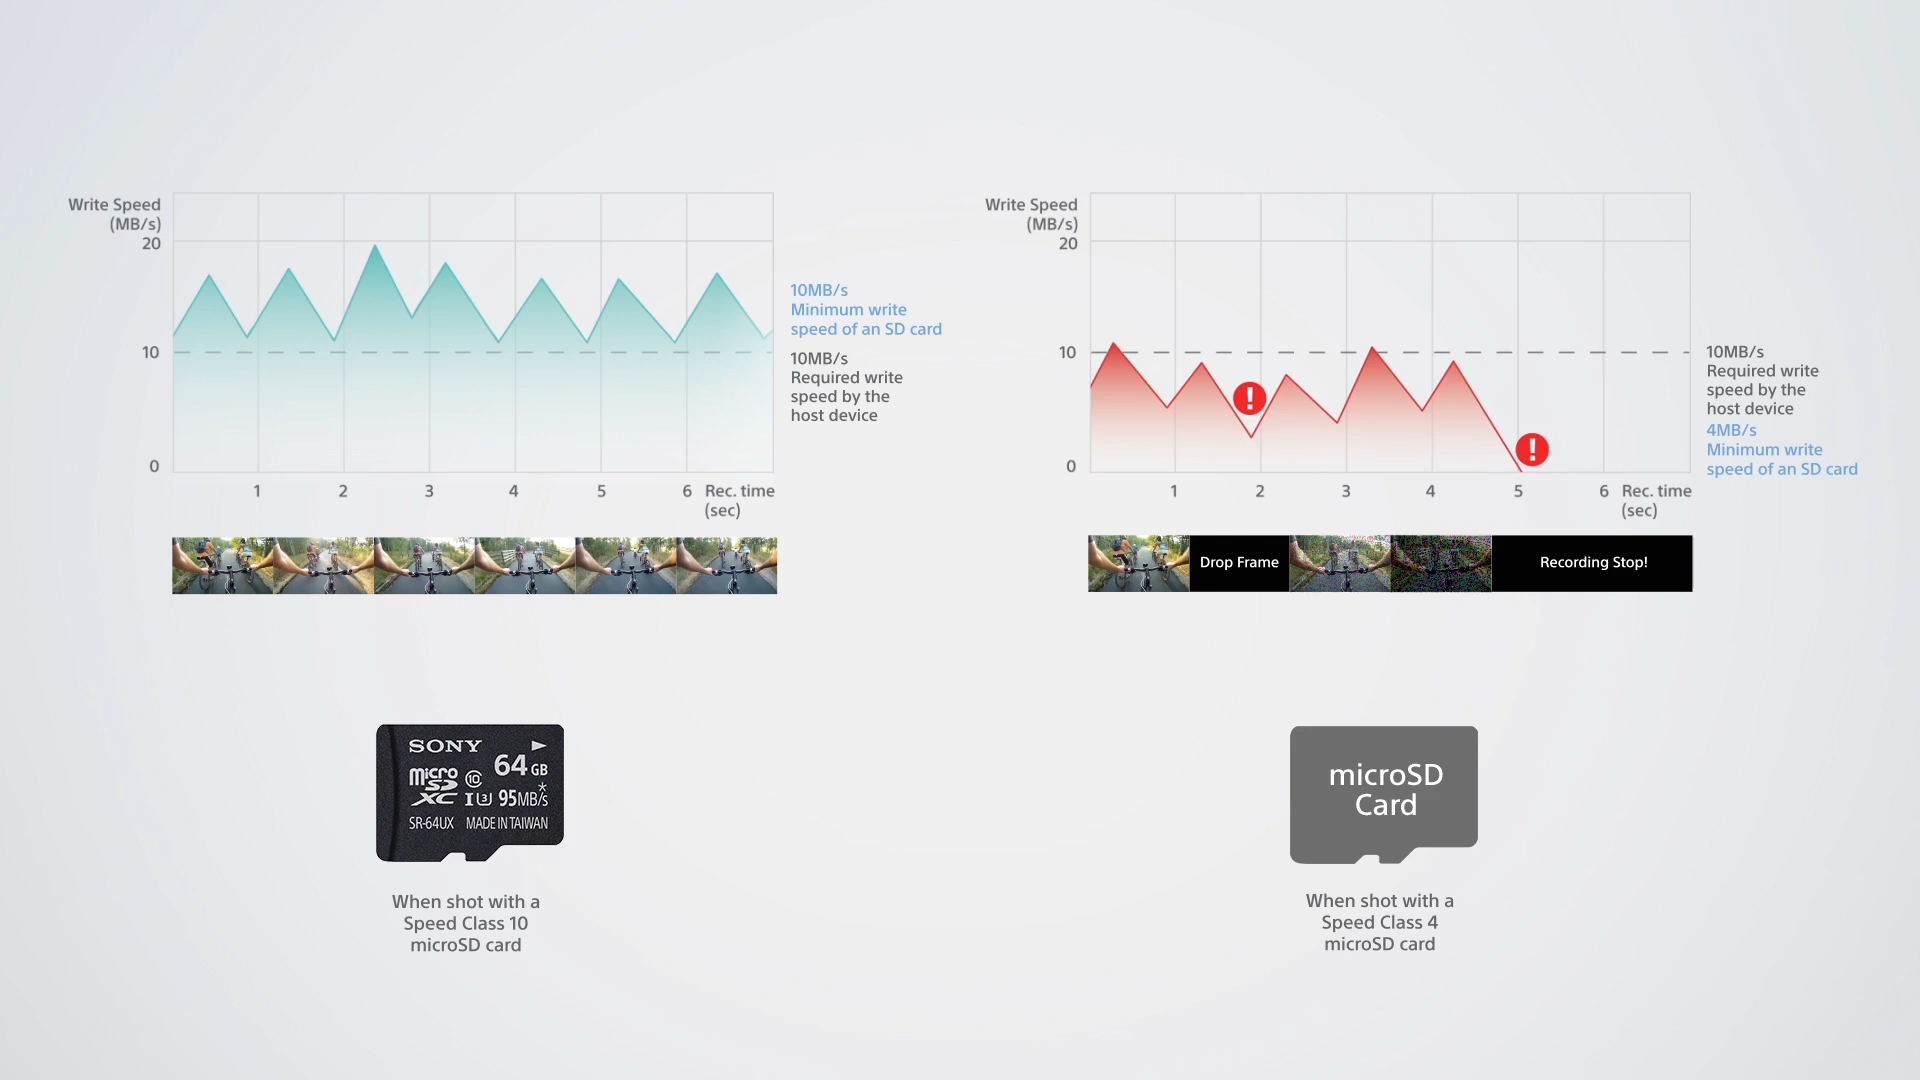 Write Speed
(MB/s)
20
10
0
1 2 3 4 5 6 Rec. time
(sec)
10MB/s
Minimum write
speed of an SD card
10MB/s
Required write
speed by the
host device
SONY
64 GB
micro
SD
XC
10
I U3 95MB/s*
SR-64UX MADE IN TAIWAN
When shot with a
Speed Class 10
microSD card
Write Speed
(MB/s)
20
10
0
!
!
1 2 3 4 5 6 Rec. time
(sec)
10MB/s
Required write
speed by the
host device
4MB/s
Minimum write
speed of an SD card
Drop Frame
Recording Stop!
microSD
Card
When shot with a
Speed Class 4
microSD card